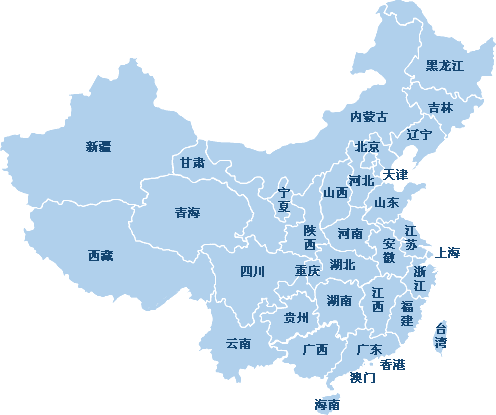 黑龙江
吉林
内蒙古
辽宁
北京
新疆
甘肃
天津
河北
宁夏
山西
山东
青海
陕西
河南
江苏
安徽
上海
西藏
四川
重庆
湖北
浙江
湖南
江西
贵州
福建
台湾
云南
广西
广东
香港
澳门
海南